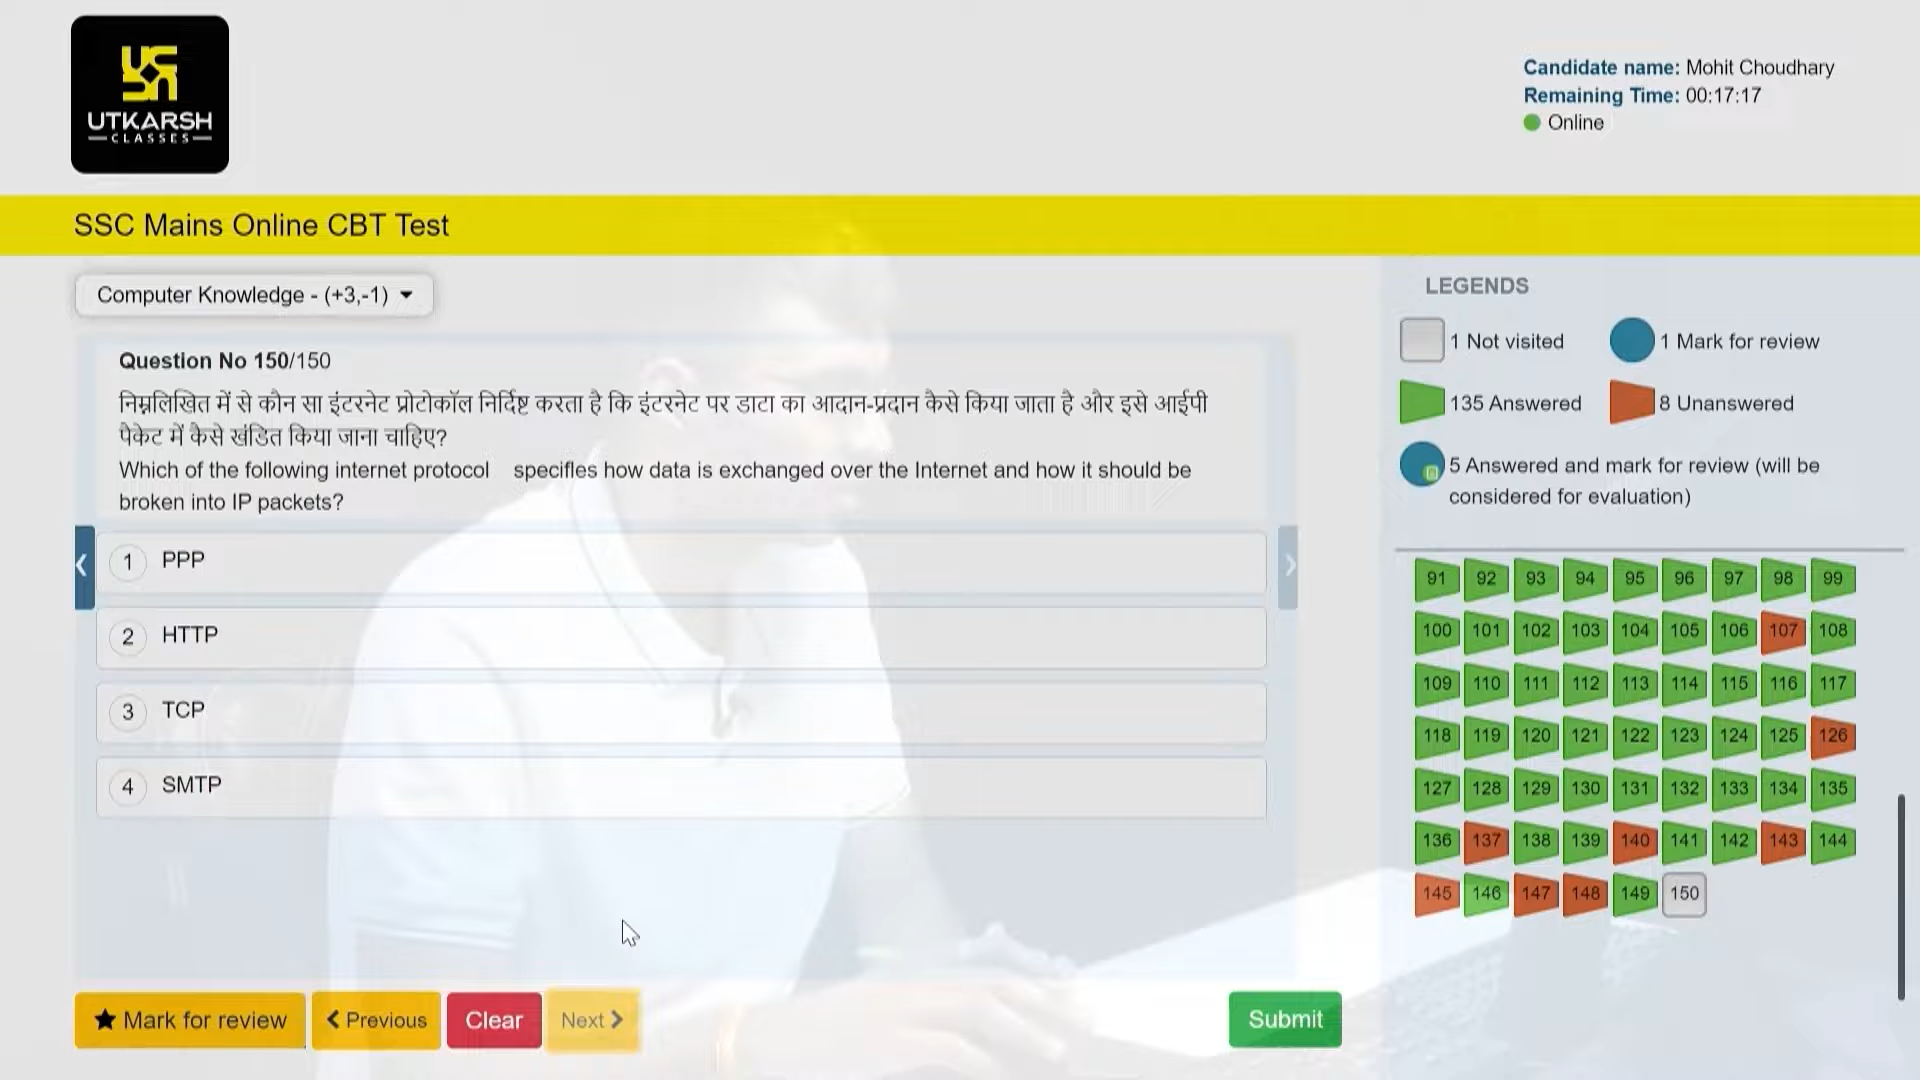 UTKARSH
CLASSES
Candidate name: Mohit Choudhary
Remaining Time: 00:17:17
Online
SSC Mains Online CBT Test
Computer Knowledge - (+3,-1)
Question No 150/150
निम्नलिखित में से कौन सा इंटरनेट प्रोटोकॉल निर्दिष्ट करता है कि इंटरनेट पर डाटा का आदान-प्रदान कैसे किया जाता है और इसे आईपी
पैकेट में कैसे खंडित किया जाना चाहिए?
Which of the following internet protocol specifles how data is exchanged over the Internet and how it should be
broken into IP packets?
1 PPP
2 HTTP
3 TCP
4 SMTP
Mark for review
Previous
Clear
Next
Submit
LEGENDS
1 Not visited
1 Mark for review
135 Answered
8 Unanswered
5 Answered and mark for review (will be
considered for evaluation)
91 92 93 94 95 96 97 98 99
100 101 102 103 104 105 106 107 108
109 110 111 112 113 114 115 116 117
118 119 120 121 122 123 124 125 126
127 128 129 130 131 132 133 134 135
136 137 138 139 140 141 142 143 144
145 146 147 148 149 150